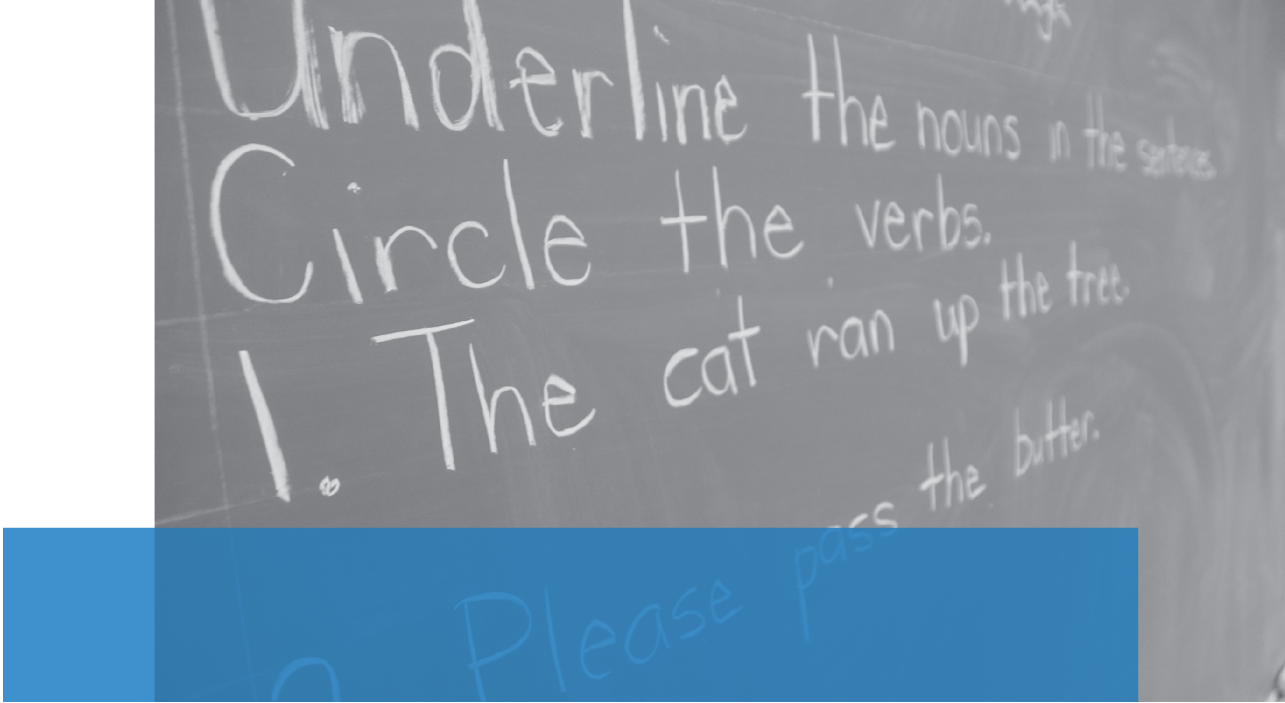 Underline the nouns in the sentences.
Circle the verbs.
1. The cat ran up the tree.
2. Please pass the butter.